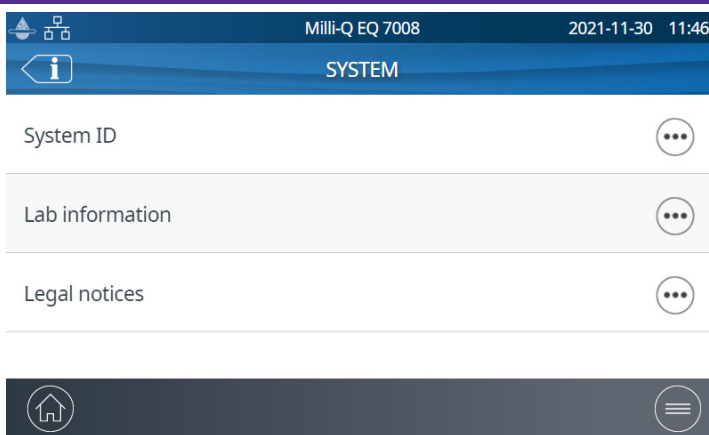 Milli-Q EQ 7008 2021-11-30 11:46
i SYSTEM
System ID
Lab information
Legal notices